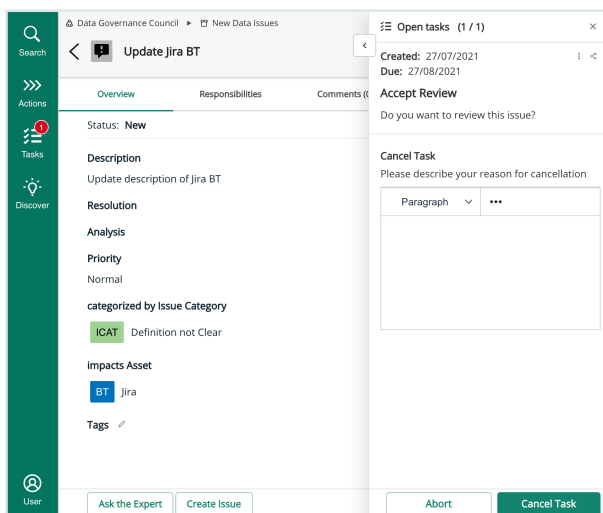 Search
Actions
1
Tasks
Discover
User
Data Governance Council ▶ New Data Issues
Update Jira BT
Overview Responsibilities Comments (0
Status: New
Description
Update description of Jira BT
Resolution
Analysis
Priority
Normal
categorized by Issue Category
ICAT Definition not Clear
impacts Asset
BT Jira
Tags
Ask the Expert Create Issue
Open tasks (1 / 1)
Created: 27/07/2021
Due: 27/08/2021
Accept Review
Do you want to review this issue?
Cancel Task
Please describe your reason for cancellation
Paragraph •••
Abort Cancel Task